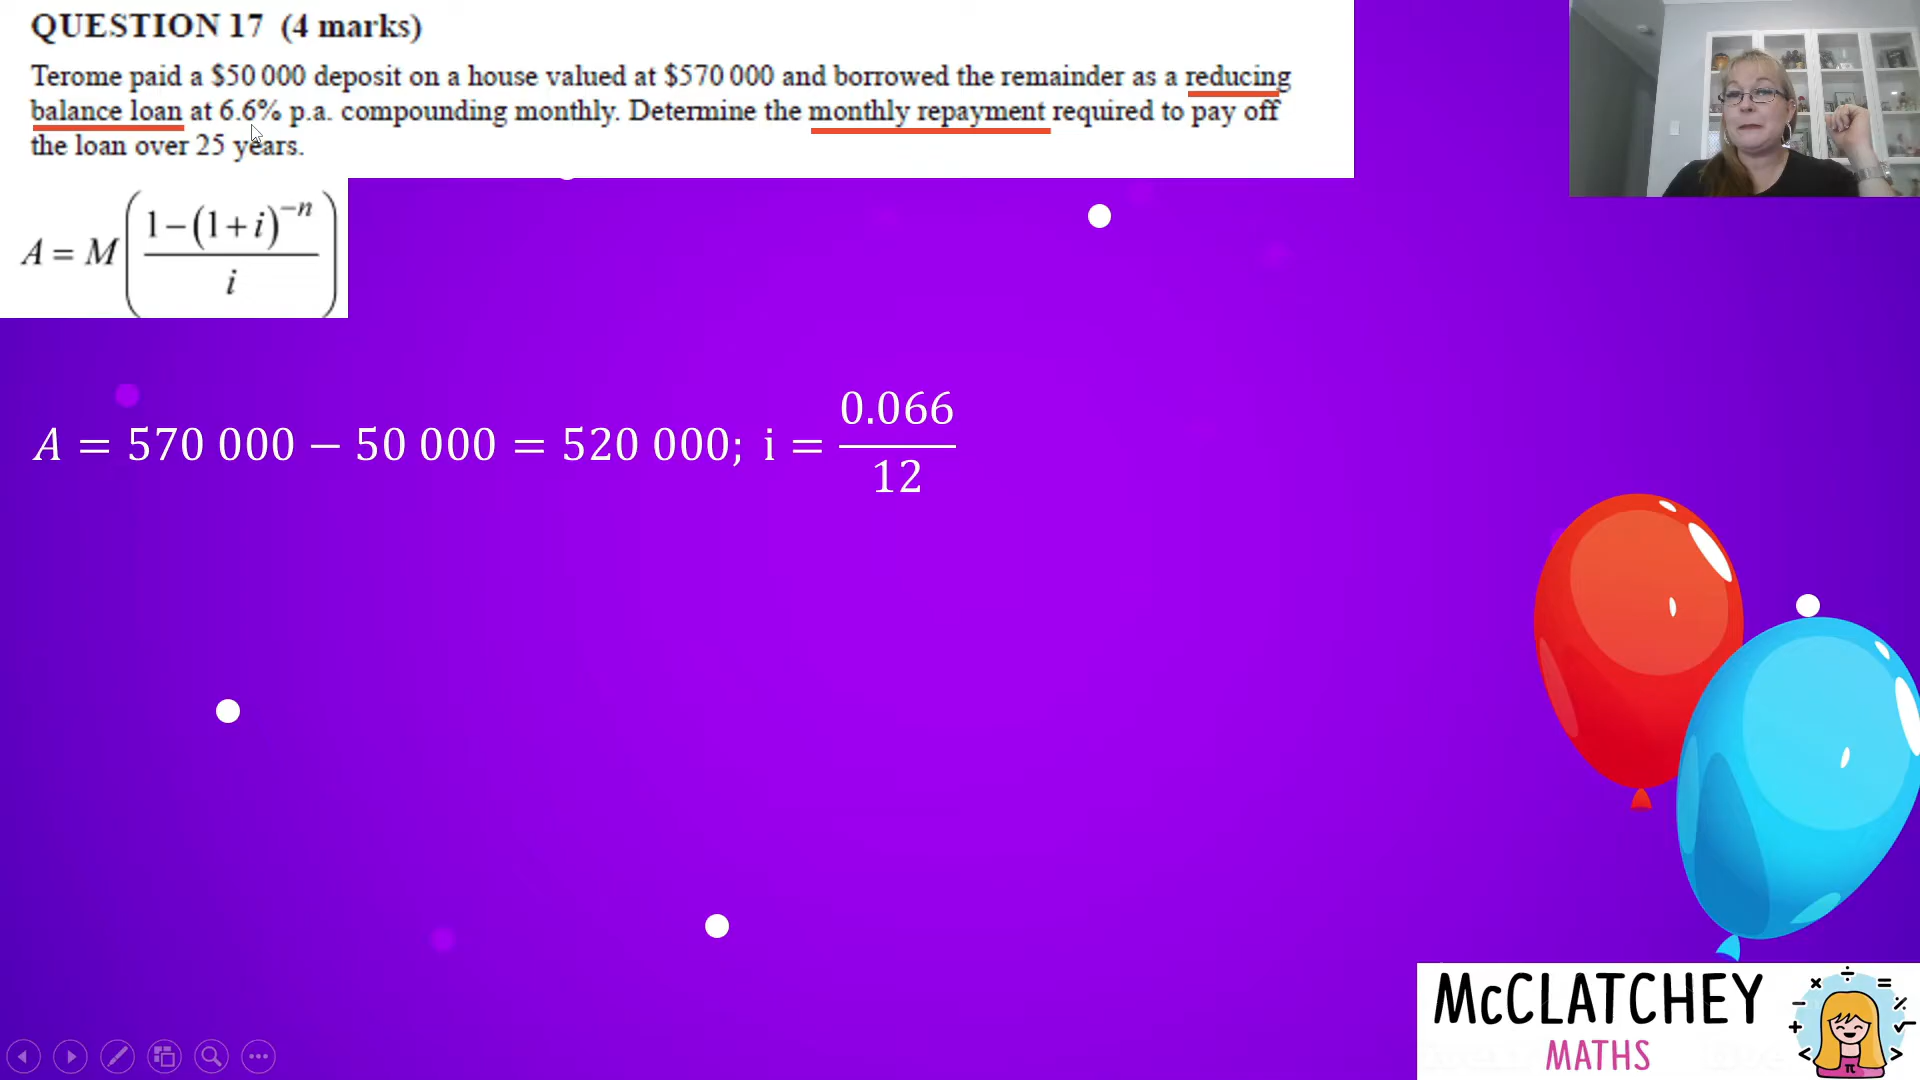 QUESTION 17 (4 marks)
Terome paid a $50 000 deposit on a house valued at $570 000 and borrowed the remainder as a reducing
balance loan at 6.6% p.a. compounding monthly. Determine the monthly repayment required to pay off
the loan over 25 years.
A = M((1−(1+i)^−n)/i)
A = 570 000 − 50 000 = 520 000; i = 0.066/12
McCLATCHEY
MATHS